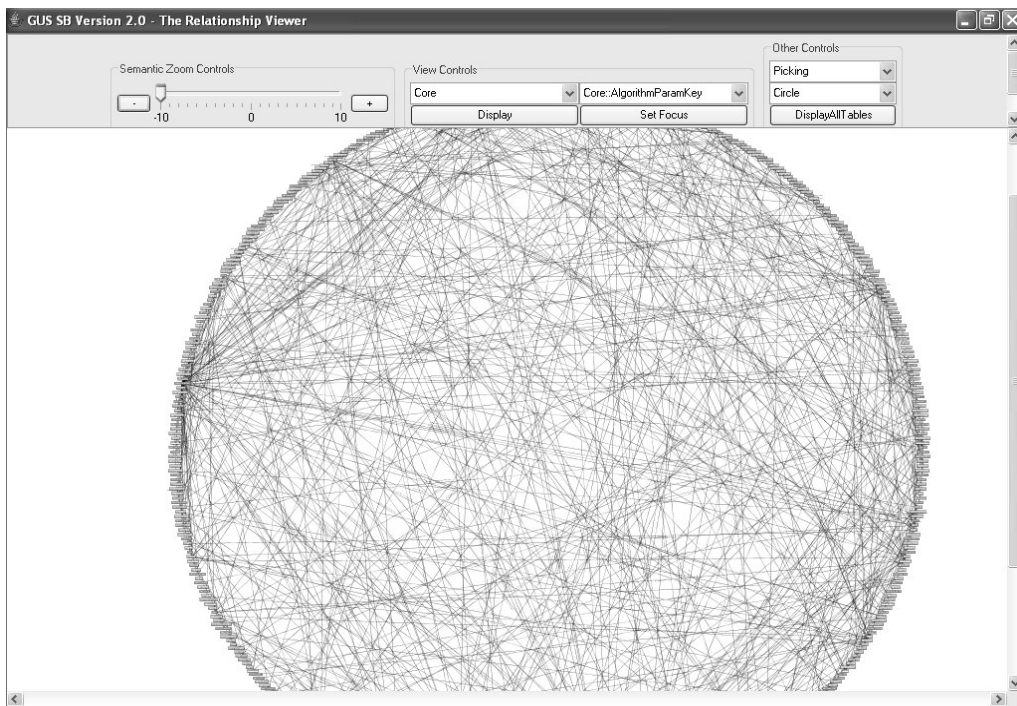 GUS SB Version 2.0 - The Relationship Viewer
Semantic Zoom Controls
- +
-10 0 10
View Controls
Core Core::AlgorithmParamKey
Display Set Focus
Other Controls
Picking
Circle
DisplayAllTables